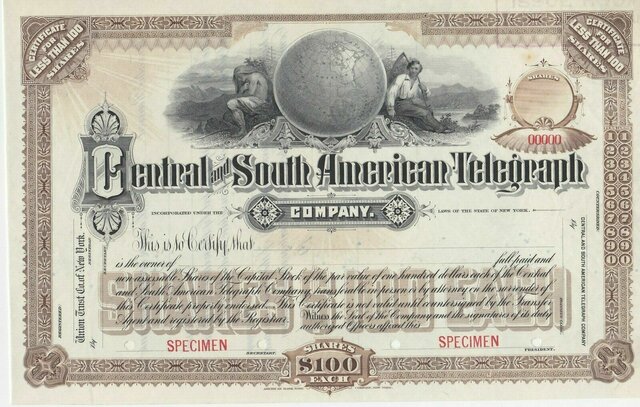 CERTIFICATE
FOR
LESS THAN 100
SHARES
CERTIFICATE
FOR
LESS THAN 100
SHARES
SHARES
00000
Central and South American Telegraph
INCORPORATED UNDER THE
COMPANY.
LAWS OF THE STATE OF NEW YORK.
This is to Certify that
is the owner of
full paid and
non-assessable Shares of the Capital Stock of the par value of one hundred dollars each of the Central
and South American Telegraph Company, transferable in person or by attorney on the surrender of
this Certificate properly endorsed. This Certificate is not valid until countersigned by the Transfer
Agent and registered by the Registrar.
Witness the Seal of the Company and the signatures of its duly
authorized Officers affixed this
SPECIMEN
SPECIMEN
SECRETARY.
PRESIDENT.
SHARES
$100
EACH
REGISTERED:
Union Trust Co. of New York.
REGISTRAR
By
COUNTERSIGNED:
CENTRAL AND SOUTH AMERICAN TELEGRAPH COMPANY
By